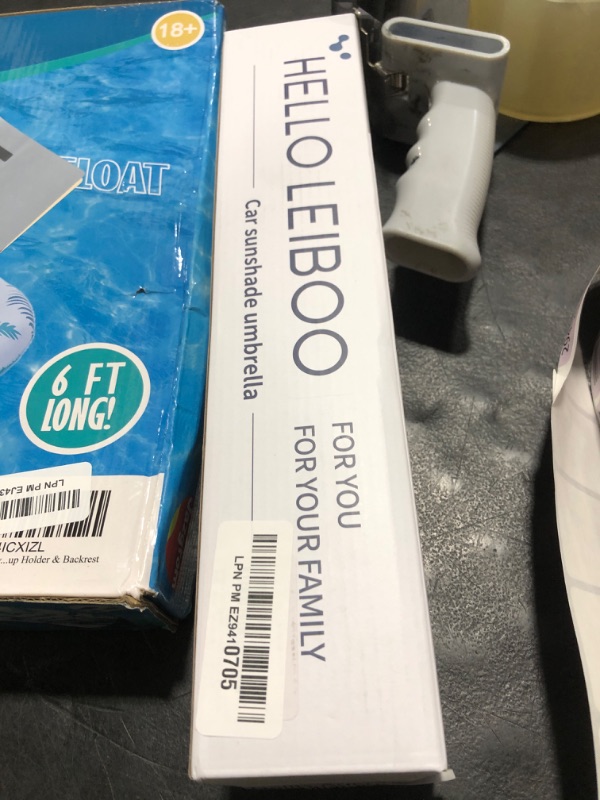 18+
FLOAT
6 FT
LONG!
LPN PM EJ43
HICXIZL
...up Holder & Backrest
HELLO LEIBOO
Car sunshade umbrella
FOR YOU
FOR YOUR FAMILY
LPN PM EZ9410705